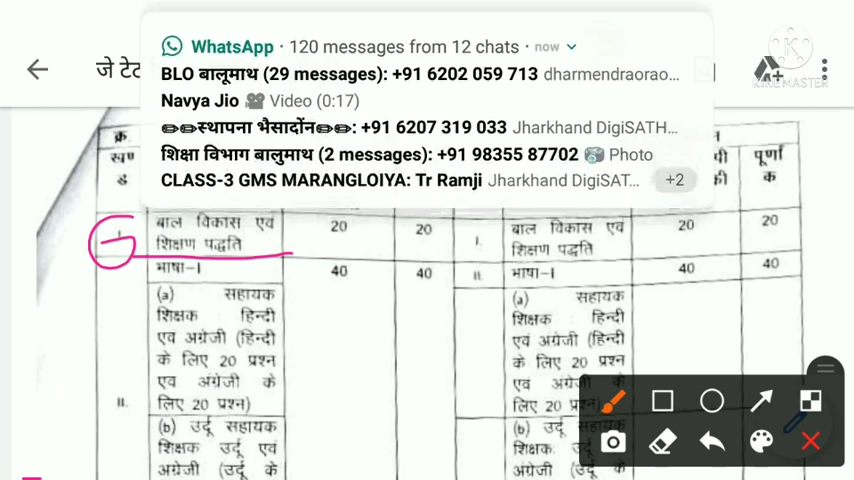 WhatsApp · 120 messages from 12 chats · now
BLO बालूमाथ (29 messages): +91 6202 059 713 dharmendraorao...
जे टेट
KINEMASTER
Navya Jio Video (0:17)
✏✏स्थापना भैसादोंन✏✏: +91 6207 319 033 Jharkhand DigiSATH...
शिक्षा विभाग बालुमाथ (2 messages): +91 98355 87702 Photo
CLASS-3 GMS MARANGLOIYA: Tr Ramji Jharkhand DigiSAT... +2
क्र
खण्ड
पूर्णांक
I. बाल विकास एवं शिक्षण पद्धति 20 20 I. बाल विकास एवं शिक्षण पद्धति 20 20
भाषा-I 40 40 II. भाषा-I 40 40
(a) सहायक (a) सहायक
शिक्षक हिन्दी शिक्षक हिन्दी
एवं अंग्रेजी (हिन्दी एवं अंग्रेजी (हिन्दी
के लिए 20 प्रश्न के लिए 20 प्रश्न
एवं अंग्रेजी के एवं अंग्रेजी के
II. लिए 20 प्रश्न) लिए 20 प्रश्न)
(b) उर्दू सहायक (b) उर्दू सहायक
शिक्षक उर्दू एवं शिक्षक उर्दू एवं
अंग्रेजी (उर्दू के अंग्रेजी (उर्दू के